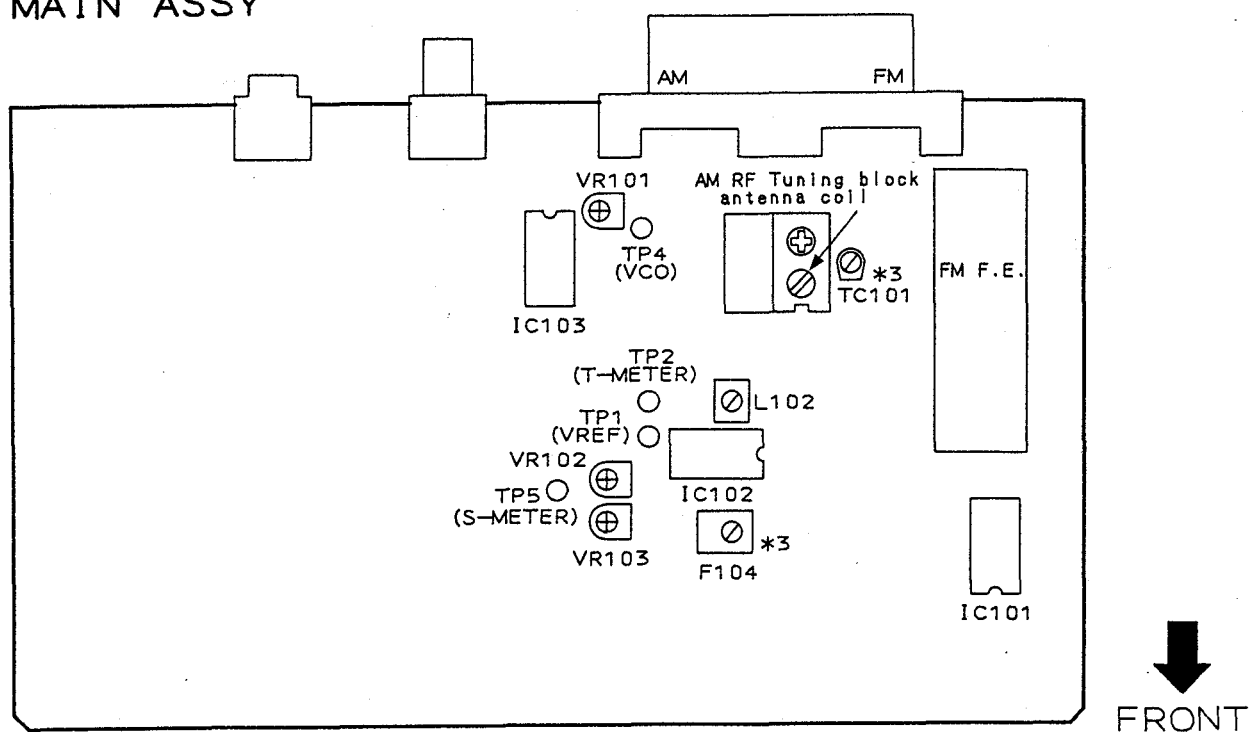 MAIN ASSY
AM
FM
VR101
AM RF Tuning block
antenna coil
TP4
(VCO)
*3
TC101
FM F.E.
IC103
TP2
(T-METER)
L102
TP1
(VREF)
VR102
TP5
(S-METER)
IC102
VR103
*3
F104
IC101
FRONT